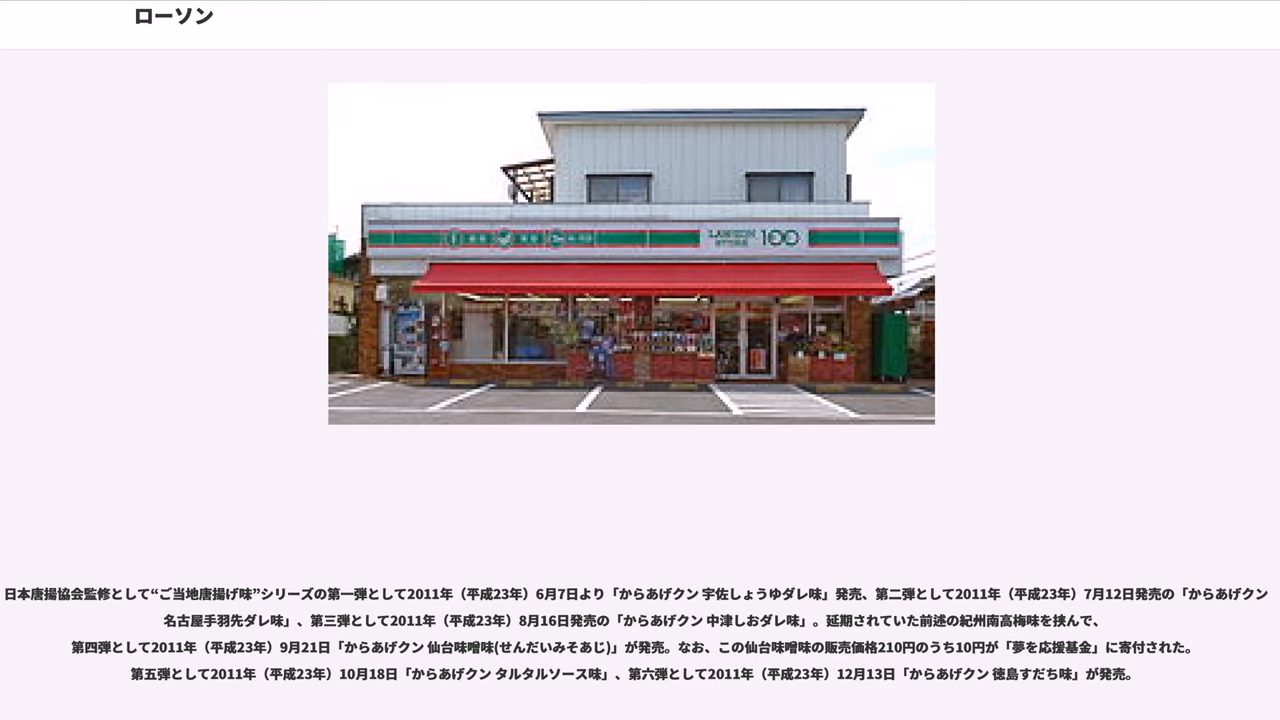 ローソン
LAWSON
STORE 100
日本唐揚協会監修として“ご当地唐揚げ味”シリーズの第一弾として2011年（平成23年）6月7日より「からあげクン 宇佐しょうゆダレ味」発売、第二弾として2011年（平成23年）7月12日発売の「からあげクン
名古屋手羽先ダレ味」、第三弾として2011年（平成23年）8月16日発売の「からあげクン 中津しおダレ味」。延期されていた前述の紀州南高梅味を挟んで、
第四弾として2011年（平成23年）9月21日「からあげクン 仙台味噌味(せんだいみそあじ)」が発売。なお、この仙台味噌味の販売価格210円のうち10円が「夢を応援基金」に寄付された。
第五弾として2011年（平成23年）10月18日「からあげクン タルタルソース味」、第六弾として2011年（平成23年）12月13日「からあげクン 徳島すだち味」が発売。